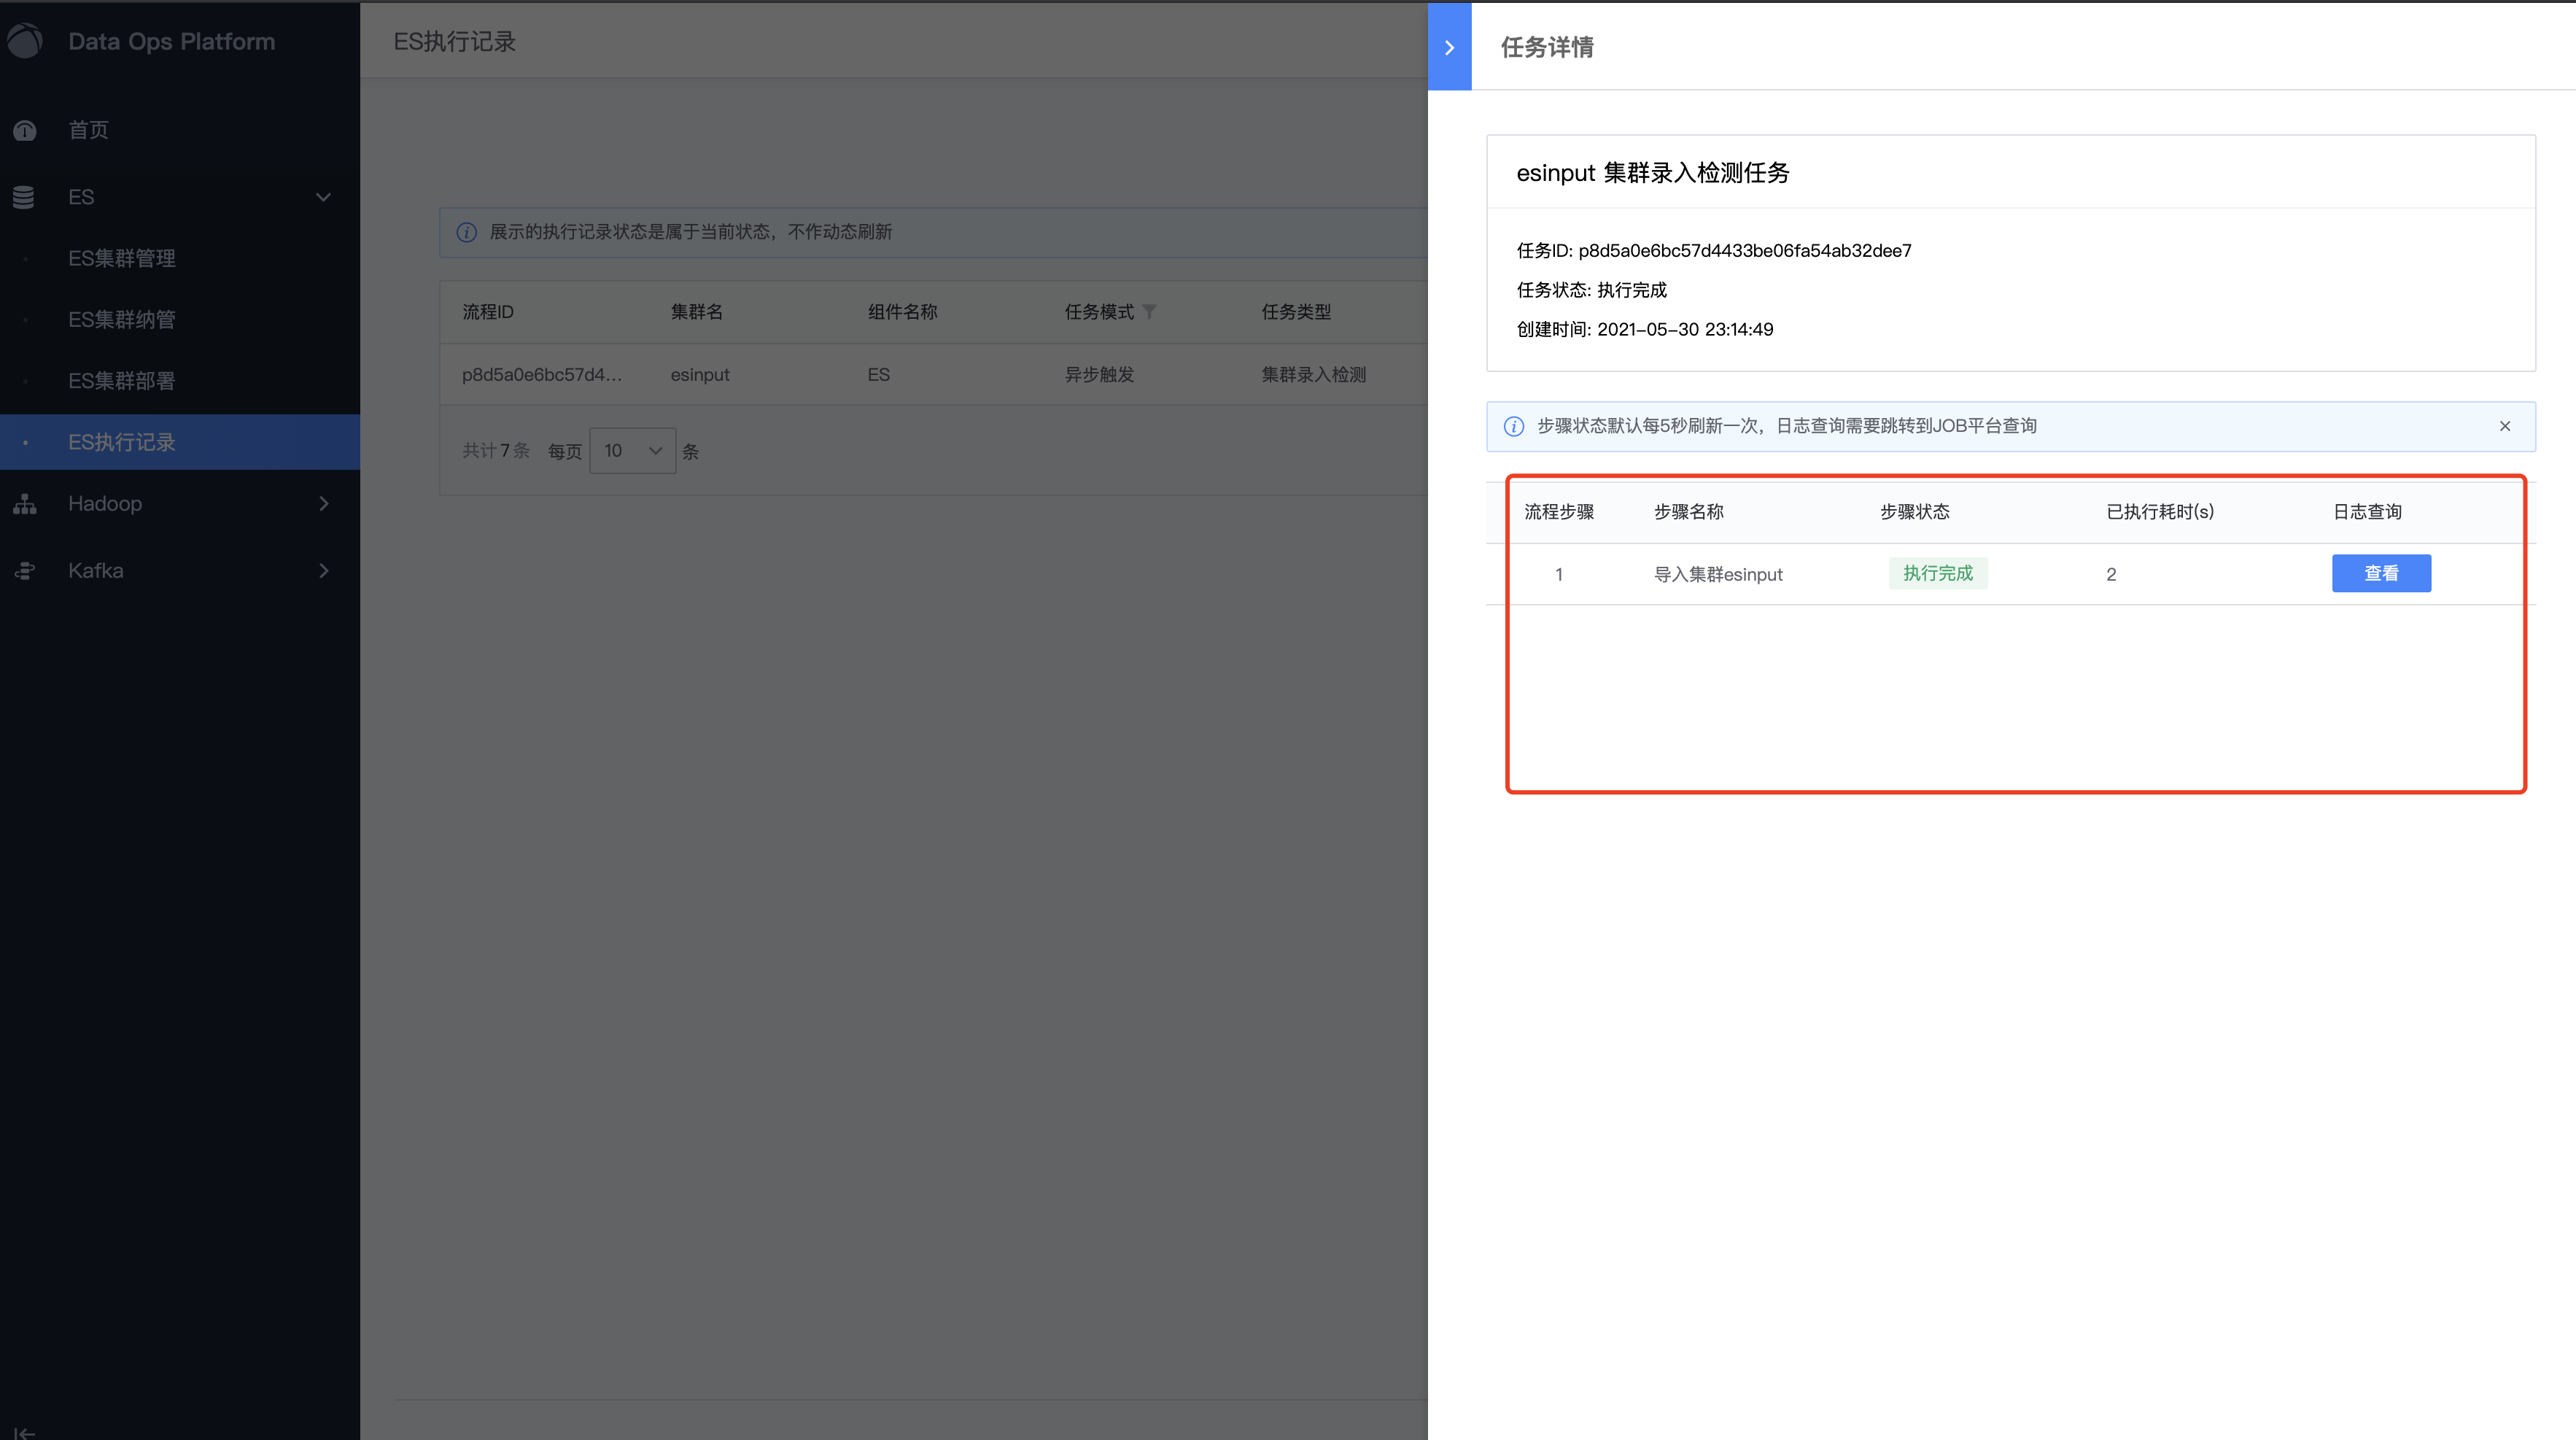 Data Ops Platform
首页
ES
ES集群管理
ES集群纳管
ES集群部署
ES执行记录
Hadoop
Kafka
ES执行记录
展示的执行记录状态是属于当前状态，不作动态刷新
流程ID 集群名 组件名称 任务模式 任务类型
p8d5a0e6bc57d4... esinput ES 异步触发 集群录入检测
共计7条 每页 10 条
任务详情
esinput 集群录入检测任务
任务ID: p8d5a0e6bc57d4433be06fa54ab32dee7
任务状态: 执行完成
创建时间: 2021-05-30 23:14:49
步骤状态默认每5秒刷新一次，日志查询需要跳转到JOB平台查询
流程步骤 步骤名称 步骤状态 已执行耗时(s) 日志查询
1 导入集群esinput 执行完成 2 查看